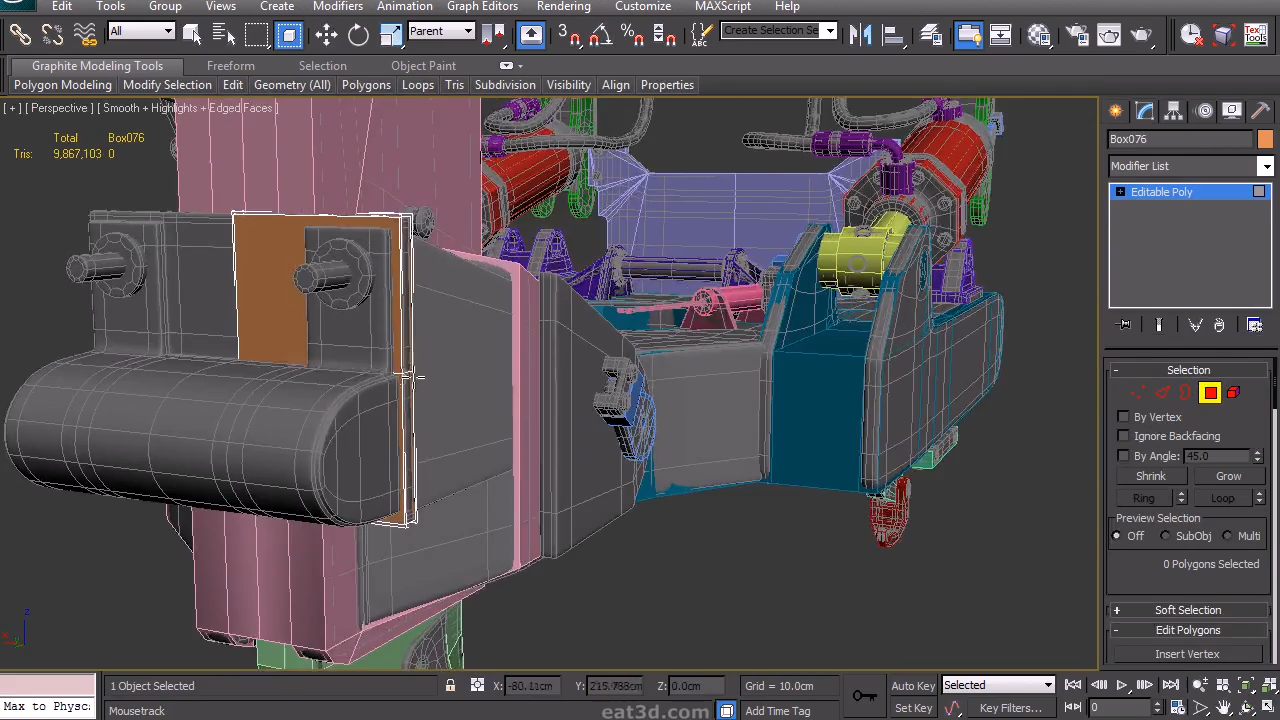 Edit Tools Group Views Create Modifiers Animation Graph Editors Rendering Customize MAXScript Help
All Parent 3 % ABC Create Selection Se TexTools
Graphite Modeling Tools Freeform Selection Object Paint
Polygon Modeling Modify Selection Edit Geometry (All) Polygons Loops Tris Subdivision Visibility Align Properties
[ + ] [ Perspective ] [ Smooth + Highlights + Edged Faces ]
Total Box076
Tris: 9,867,103 0
Box076
Modifier List
Editable Poly
- Selection
By Vertex
Ignore Backfacing
By Angle: 45.0
Shrink Grow
Ring Loop
Preview Selection
Off SubObj Multi
0 Polygons Selected
+ Soft Selection
- Edit Polygons
Insert Vertex
z
x y
1 Object Selected X: -80.11cm Y: 215.783cm Z: 0.0cm Grid = 10.0cm Auto Key Selected
Max to Physc Mousetrack eat3d.com Add Time Tag Set Key Key Filters... 0